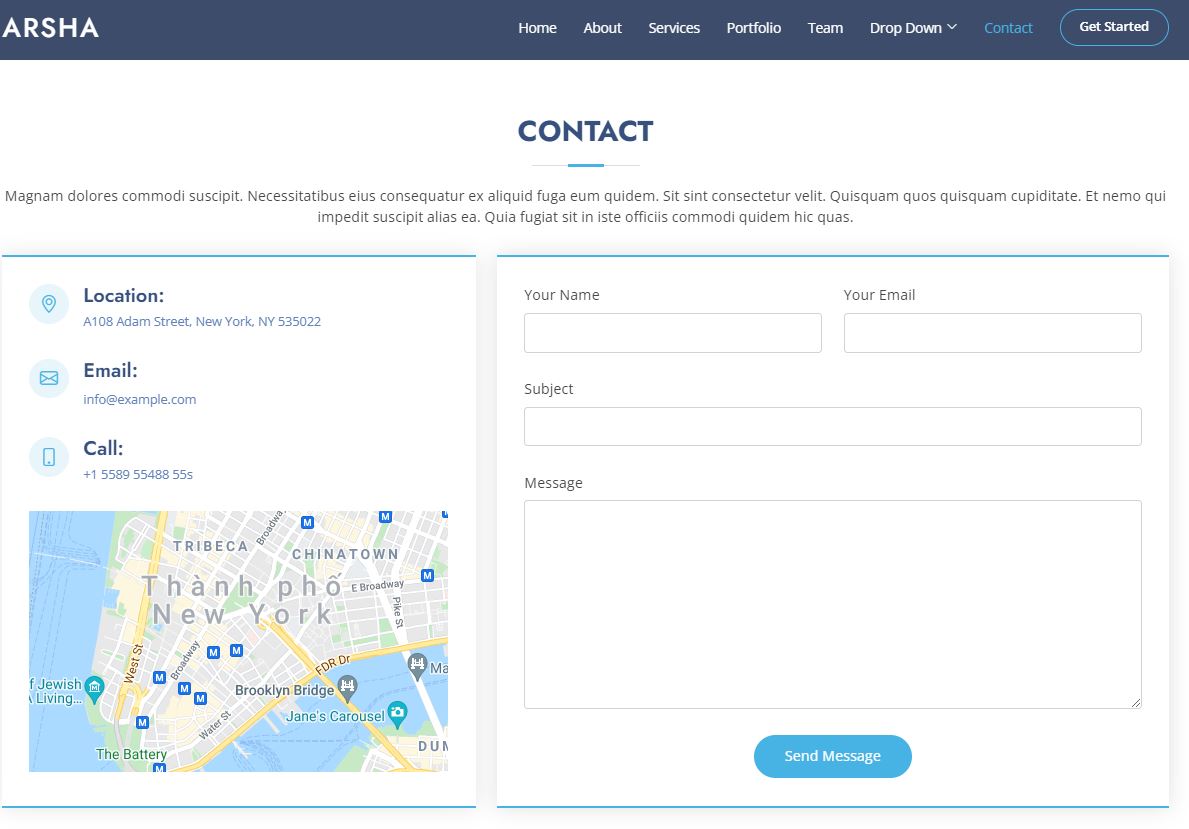 ARSHA
Home About Services Portfolio Team Drop Down Contact Get Started
CONTACT
Magnam dolores commodi suscipit. Necessitatibus eius consequatur ex aliquid fuga eum quidem. Sit sint consectetur velit. Quisquam quos quisquam cupiditate. Et nemo qui
impedit suscipit alias ea. Quia fugiat sit in iste officiis commodi quidem hic quas.
Location:
A108 Adam Street, New York, NY 535022
Email:
info@example.com
Call:
+1 5589 55488 55s
Broadway
M
M
M
TRIBECA
CHINATOWN
M
Thành phố
New York
E Broadway
Pike St
West St
Broadway
M
M
FDR Dr
M
M
M
Ma
f Jewish
A Living...
Brooklyn Bridge
Jane's Carousel
Water St
M
DUM
The Battery
M
Your Name
Your Email
Subject
Message
Send Message